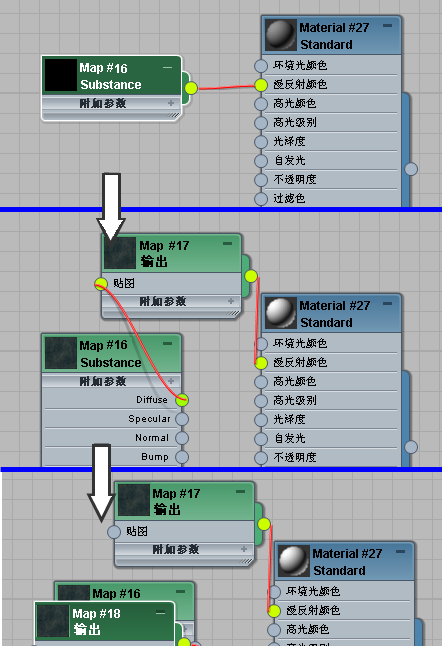 Material #27
Standard
Map #16
Substance
附加参数
环境光颜色
漫反射颜色
高光颜色
高光级别
光泽度
自发光
不透明度
过滤色
Map #17
输出
贴图
附加参数
Material #27
Standard
Map #16
Substance
附加参数
Diffuse
Specular
Normal
Bump
环境光颜色
漫反射颜色
高光颜色
高光级别
光泽度
自发光
不透明度
Map #17
输出
贴图
附加参数
Material #27
Standard
Map #16
Map #18
输出
环境光颜色
漫反射颜色
高光颜色